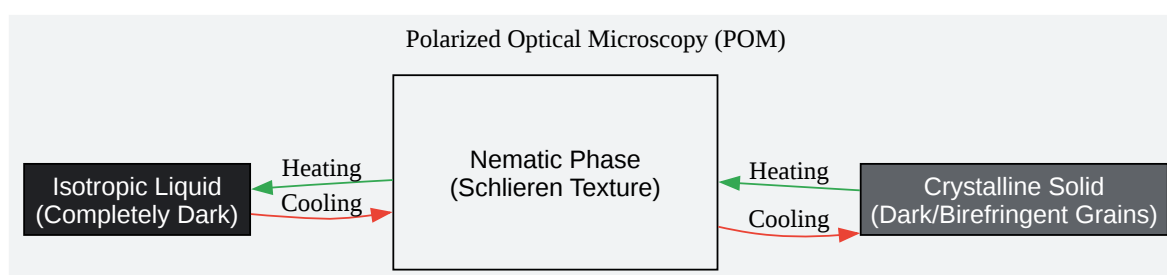 Polarized Optical Microscopy (POM)
Isotropic Liquid
(Completely Dark)
Heating
Cooling
Nematic Phase
(Schlieren Texture)
Heating
Cooling
Crystalline Solid
(Dark/Birefringent Grains)